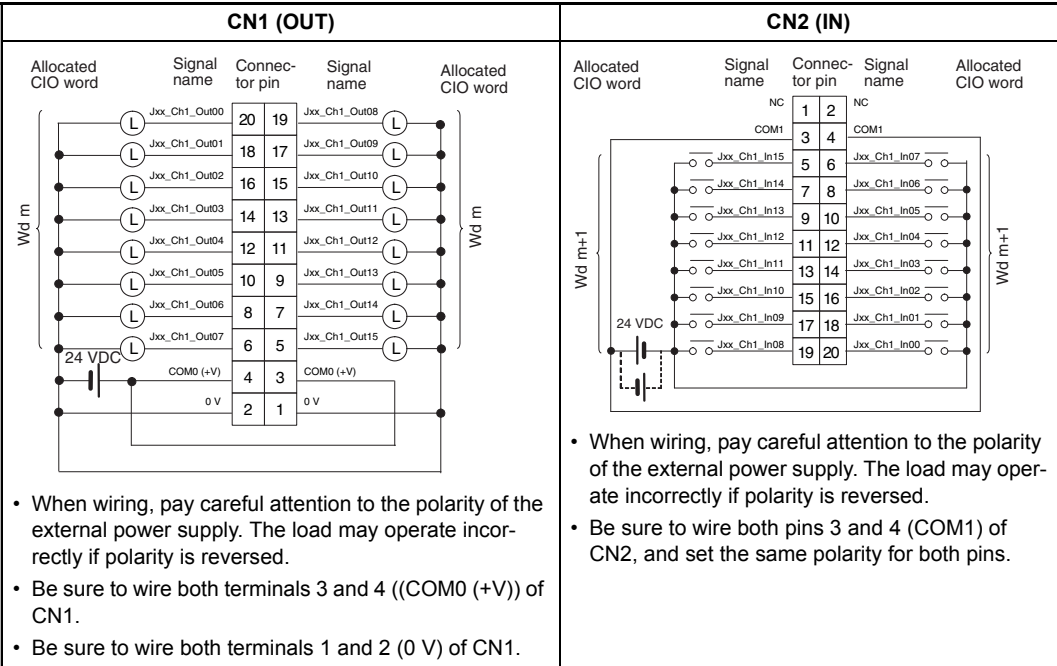 CN1 (OUT)
Allocated CIO word
Signal name
Connec-tor pin
Signal name
Allocated CIO word
Jxx_Ch1_Out00 20 19 Jxx_Ch1_Out08
L L
Jxx_Ch1_Out01 18 17 Jxx_Ch1_Out09
L L
Jxx_Ch1_Out02 16 15 Jxx_Ch1_Out10
L L
Jxx_Ch1_Out03 14 13 Jxx_Ch1_Out11
L L
Wd m
Wd m
Jxx_Ch1_Out04 12 11 Jxx_Ch1_Out12
L L
Jxx_Ch1_Out05 10 9 Jxx_Ch1_Out13
L L
Jxx_Ch1_Out06 8 7 Jxx_Ch1_Out14
L L
Jxx_Ch1_Out07 6 5 Jxx_Ch1_Out15
L L
24 VDC
COM0 (+V) 4 3 COM0 (+V)
0 V 2 1 0 V
• When wiring, pay careful attention to the polarity of the
external power supply. The load may operate incor-
rectly if polarity is reversed.
• Be sure to wire both terminals 3 and 4 ((COM0 (+V)) of
CN1.
• Be sure to wire both terminals 1 and 2 (0 V) of CN1.
CN2 (IN)
Allocated CIO word
Signal name
Connec-tor pin
Signal name
Allocated CIO word
NC 1 2 NC
COM1 3 4 COM1
Jxx_Ch1_In15 5 6 Jxx_Ch1_In07
Jxx_Ch1_In14 7 8 Jxx_Ch1_In06
Jxx_Ch1_In13 9 10 Jxx_Ch1_In05
Jxx_Ch1_In12 11 12 Jxx_Ch1_In04
Wd m+1
Wd m+1
Jxx_Ch1_In11 13 14 Jxx_Ch1_In03
Jxx_Ch1_In10 15 16 Jxx_Ch1_In02
Jxx_Ch1_In09 17 18 Jxx_Ch1_In01
24 VDC
Jxx_Ch1_In08 19 20 Jxx_Ch1_In00
• When wiring, pay careful attention to the polarity
of the external power supply. The load may oper-
ate incorrectly if polarity is reversed.
• Be sure to wire both pins 3 and 4 (COM1) of
CN2, and set the same polarity for both pins.